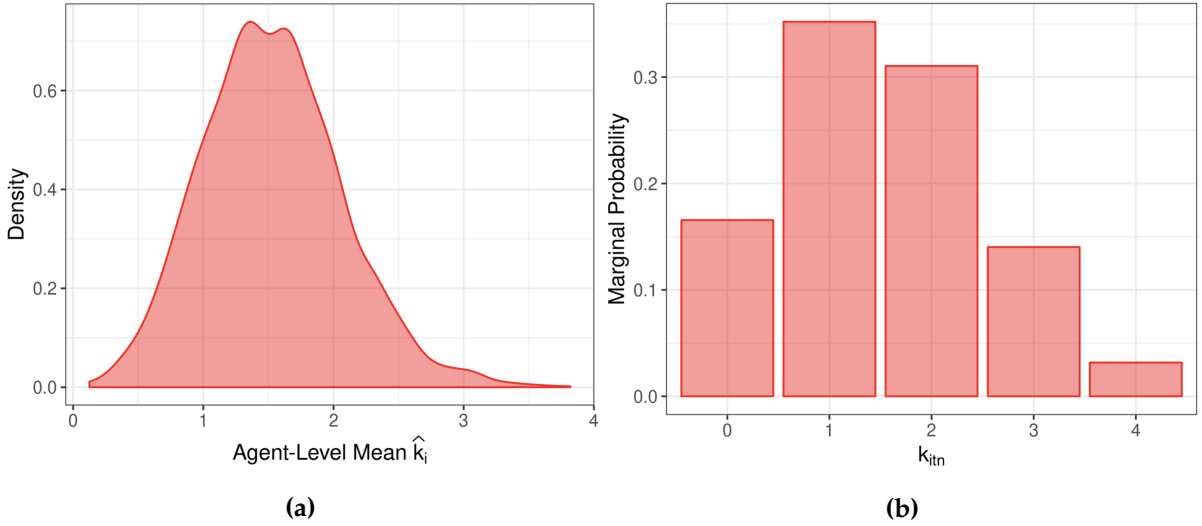 Density
0.6
0.4
0.2
0.0
0 1 2 3 4
Agent-Level Mean k̂ᵢ
(a)
Marginal Probability
0.3
0.2
0.1
0.0
0 1 2 3 4
kᵢₜₙ
(b)